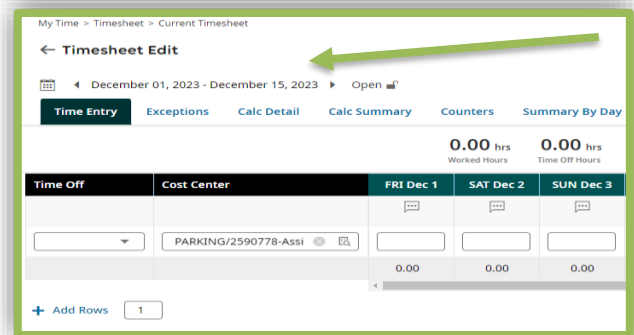 My Time > Timesheet > Current Timesheet
← Timesheet Edit
December 01, 2023 - December 15, 2023 Open
Time Entry Exceptions Calc Detail Calc Summary Counters Summary By Day
0.00 hrs 0.00 hrs
Worked Hours Time Off Hours
Time Off Cost Center FRI Dec 1 SAT Dec 2 SUN Dec 3
PARKING/2590778-Assi
0.00 0.00 0.00
+ Add Rows 1